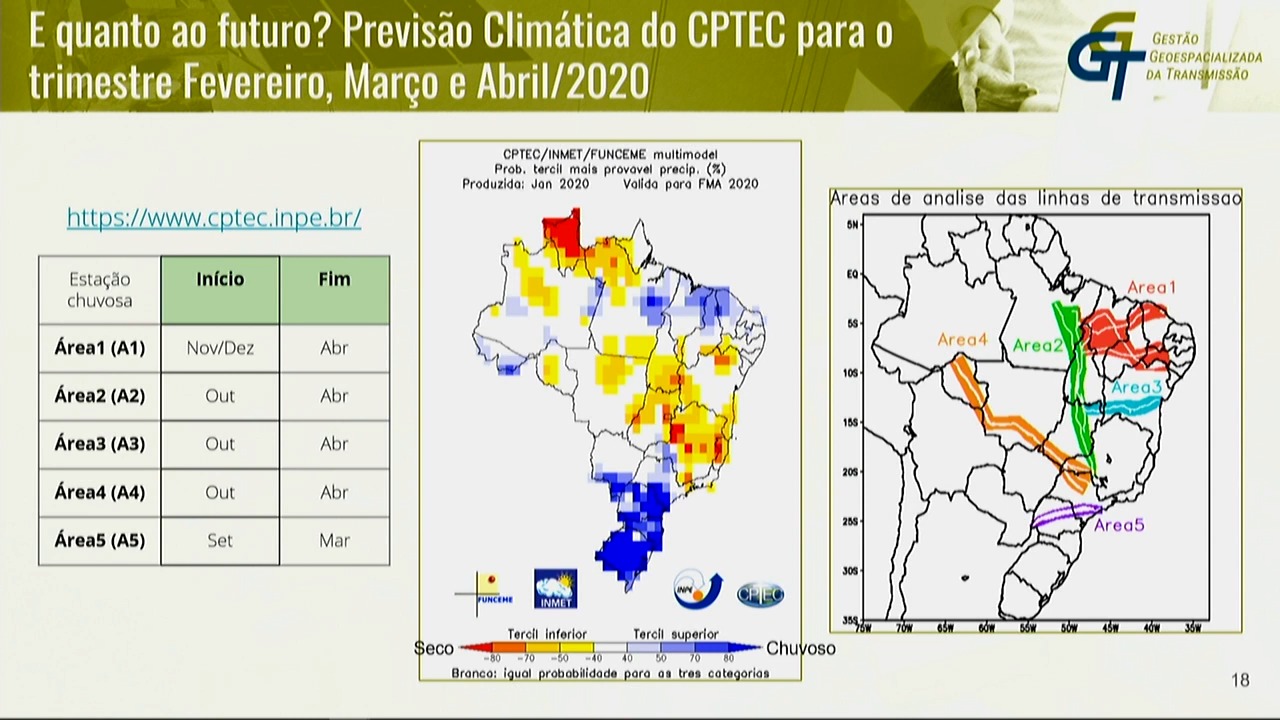 E quanto ao futuro? Previsão Climática do CPTEC para o
trimestre Fevereiro, Março e Abril/2020
GT
GESTÃO
GEOESPACIALIZADA
DA TRANSMISSÃO
https://www.cptec.inpe.br/
Estação
chuvosa
Início
Fim
Área1 (A1)
Nov/Dez
Abr
Área2 (A2)
Out
Abr
Área3 (A3)
Out
Abr
Área4 (A4)
Out
Abr
Área5 (A5)
Set
Mar
CPTEC/INMET/FUNCEME multimodel
Prob. tercil mais provavel precip. (%)
Produzida: Jan 2020 Valida para FMA 2020
FUNCEME
INMET
INPE
CPTEC
Tercil inferior Tercil superior
Seco
Chuvoso
-80 -70 -50 -40 40 50 70 80
Branca: igual probabilidade para as tres categorias
Areas de analise das linhas de transmissao
5N
EQ
5S
10S
15S
20S
25S
30S
35S
75W 70W 65W 60W 55W 50W 45W 40W 35W
Area1
Area4
Area2
Area3
Area5
18